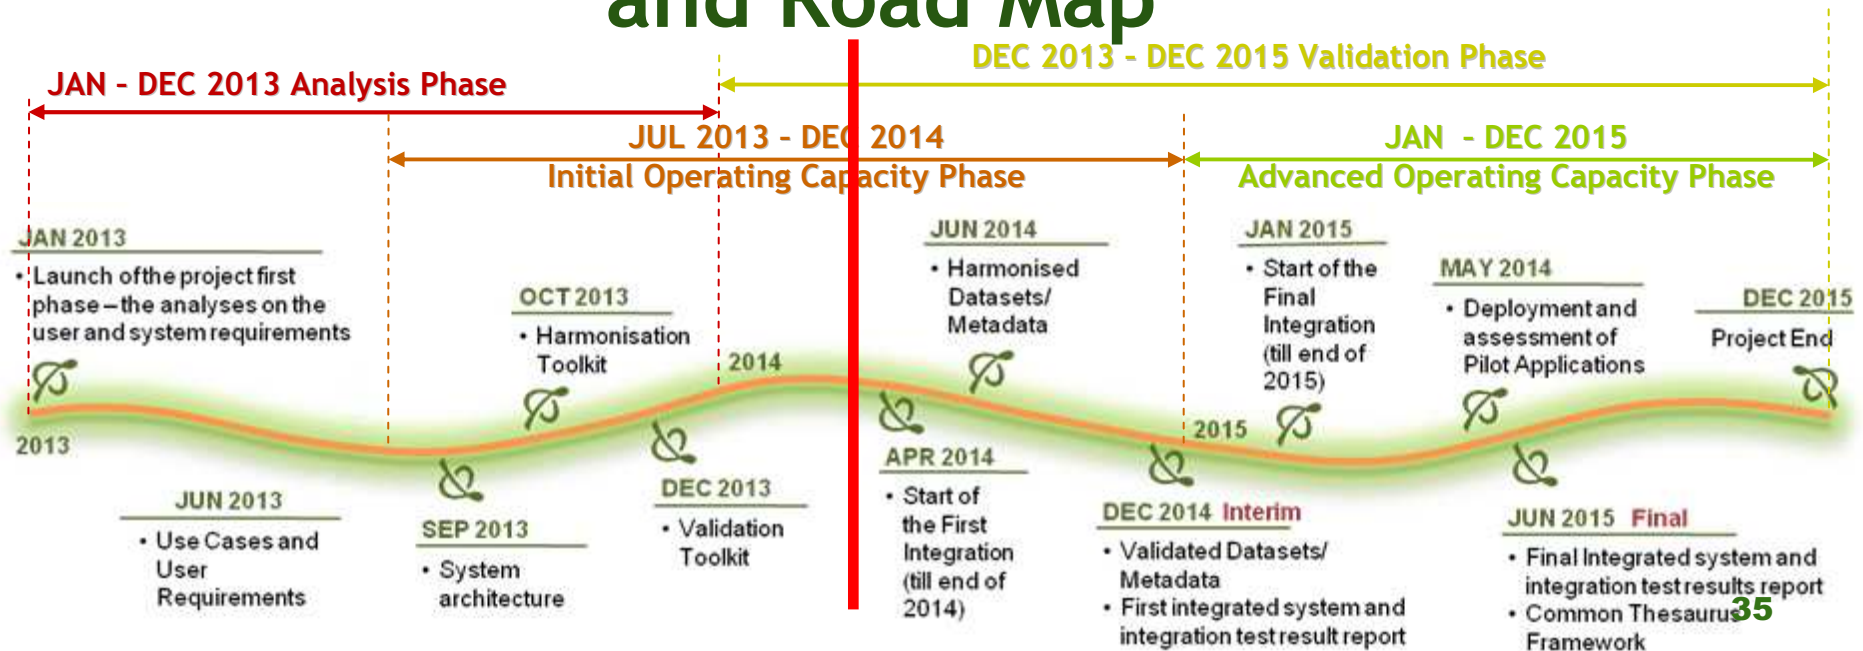 and Road Map
JAN – DEC 2013 Analysis Phase
DEC 2013 - DEC 2015 Validation Phase
JUL 2013 – DEC 2014
Initial Operating Capacity Phase
JAN – DEC 2015
Advanced Operating Capacity Phase
JAN 2013
• Launch ofthe project first
phase – the analyses on the
user and system requirements
OCT 2013
• Harmonisation
Toolkit
JUN 2014
• Harmonised
Datasets/
Metadata
JAN 2015
• Start of the
Final
Integration
(till end of
2015)
MAY 2014
• Deployment and
assessment of
Pilot Applications
DEC 2015
Project End
2013
2014
2015
JUN 2013
• Use Cases and
User
Requirements
SEP 2013
• System
architecture
DEC 2013
• Validation
Toolkit
APR 2014
• Start of
the First
Integration
(till end of
2014)
DEC 2014 Interim
• Validated Datasets/
Metadata
• First integrated system and
integration test result report
JUN 2015 Final
• Final Integrated system and
integration test results report
• Common Thesaurus
Framework
35